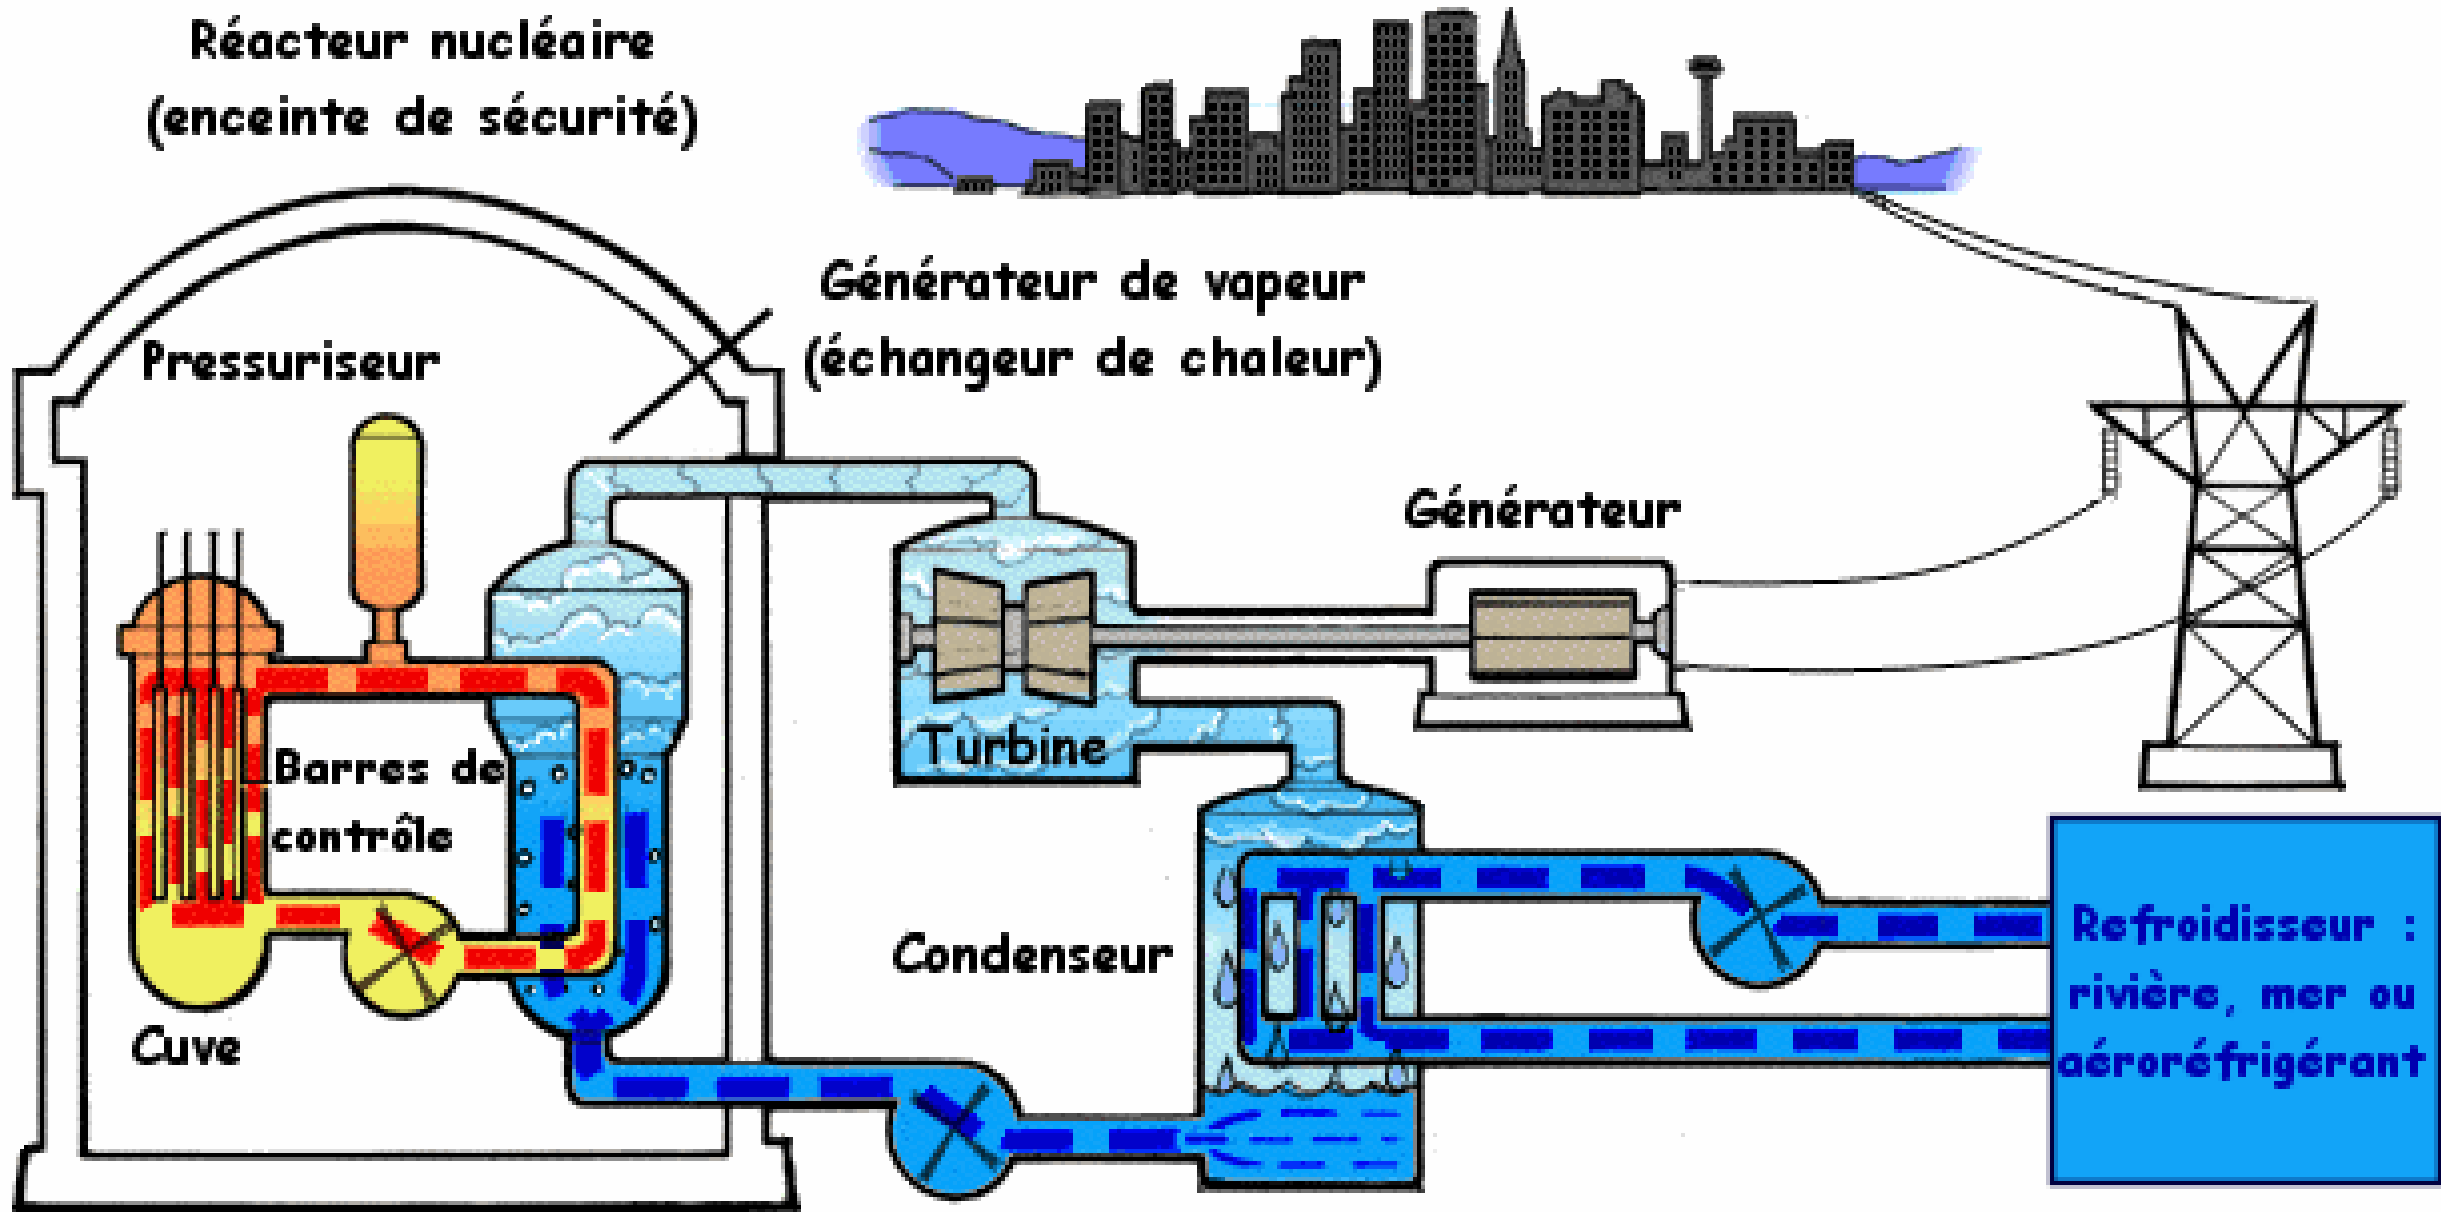 Réacteur nucléaire
(enceinte de sécurité)
Générateur de vapeur
(échangeur de chaleur)
Pressuriseur
Générateur
Turbine
Barres de
contrôle
Condenseur
Cuve
Refroidisseur :
rivière, mer ou
aéroréfrigérant